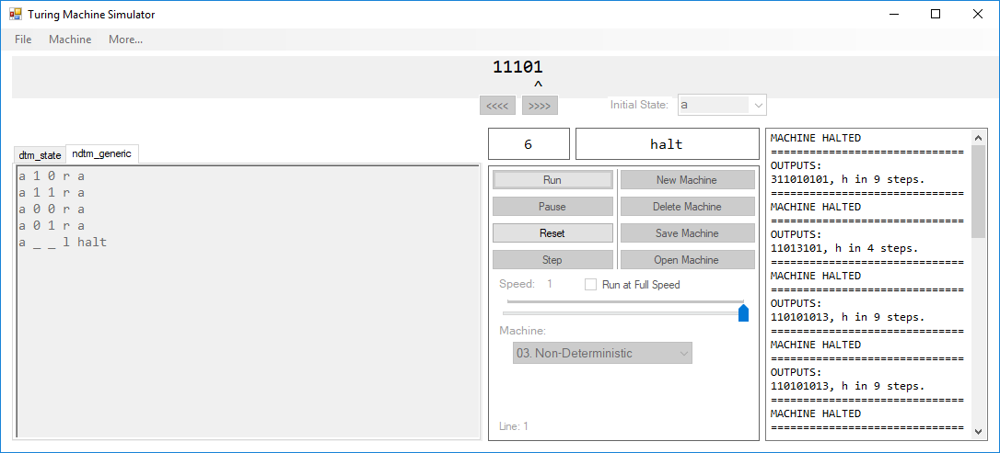 Turing Machine Simulator
File Machine More...
11101
^
<<<< >>>> Initial State: a
dtm_state ndtm_generic
a 1 0 r a
a 1 1 r a
a 0 0 r a
a 0 1 r a
a _ _ l halt
6 halt
Run New Machine
Pause Delete Machine
Reset Save Machine
Step Open Machine
Speed: 1 Run at Full Speed
Machine:
03. Non-Deterministic
Line: 1
MACHINE HALTED
==============================
OUTPUTS:
311010101, h in 9 steps.
==============================
MACHINE HALTED
==============================
OUTPUTS:
11013101, h in 4 steps.
==============================
MACHINE HALTED
==============================
OUTPUTS:
110101013, h in 9 steps.
==============================
MACHINE HALTED
==============================
OUTPUTS:
110101013, h in 9 steps.
==============================
MACHINE HALTED
==============================